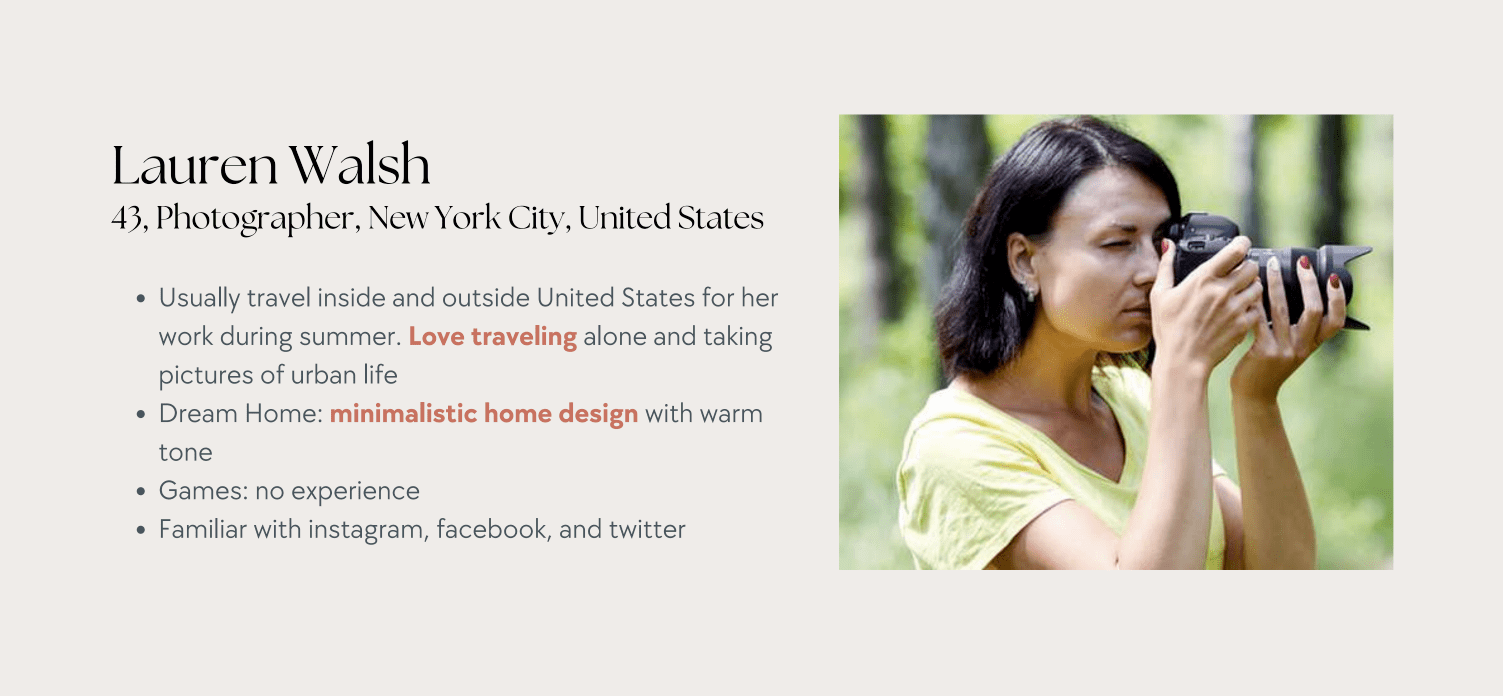 Lauren Walsh
43, Photographer, New York City, United States
• Usually travel inside and outside United States for her
work during summer. Love traveling alone and taking
pictures of urban life
• Dream Home: minimalistic home design with warm
tone
• Games: no experience
• Familiar with instagram, facebook, and twitter